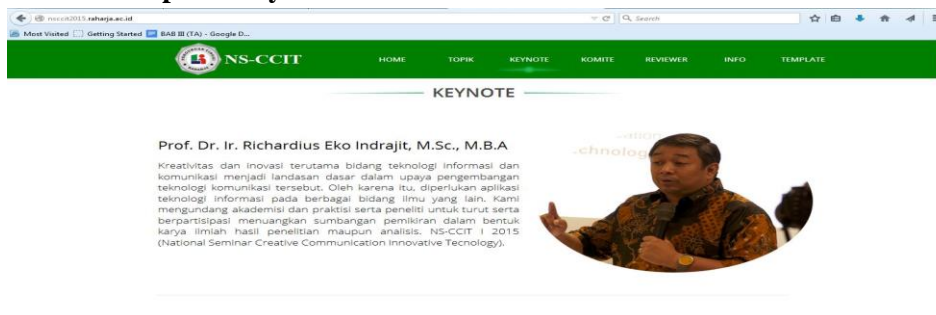 nsccit2015.raharja.ac.id
Search
Most Visited Getting Started BAB III (TA) - Google D...
NS-CCIT
HOME TOPIK KEYNOTE KOMITE REVIEWER INFO TEMPLATE
KEYNOTE
Prof. Dr. Ir. Richardius Eko Indrajit, M.Sc., M.B.A
Kreativitas dan inovasi terutama bidang teknologi informasi dan
komunikasi menjadi landasan dasar dalam upaya pengembangan
teknologi komunikasi tersebut. Oleh karena itu, diperlukan aplikasi
teknologi informasi pada berbagai bidang ilmu yang lain. Kami
mengundang akademisi dan praktisi serta peneliti untuk turut serta
berpartisipasi menuangkan sumbangan pemikiran dalam bentuk
karya ilmiah hasil penelitian maupun analisis. NS-CCIT I 2015
(National Seminar Creative Communication Innovative Tecnology).